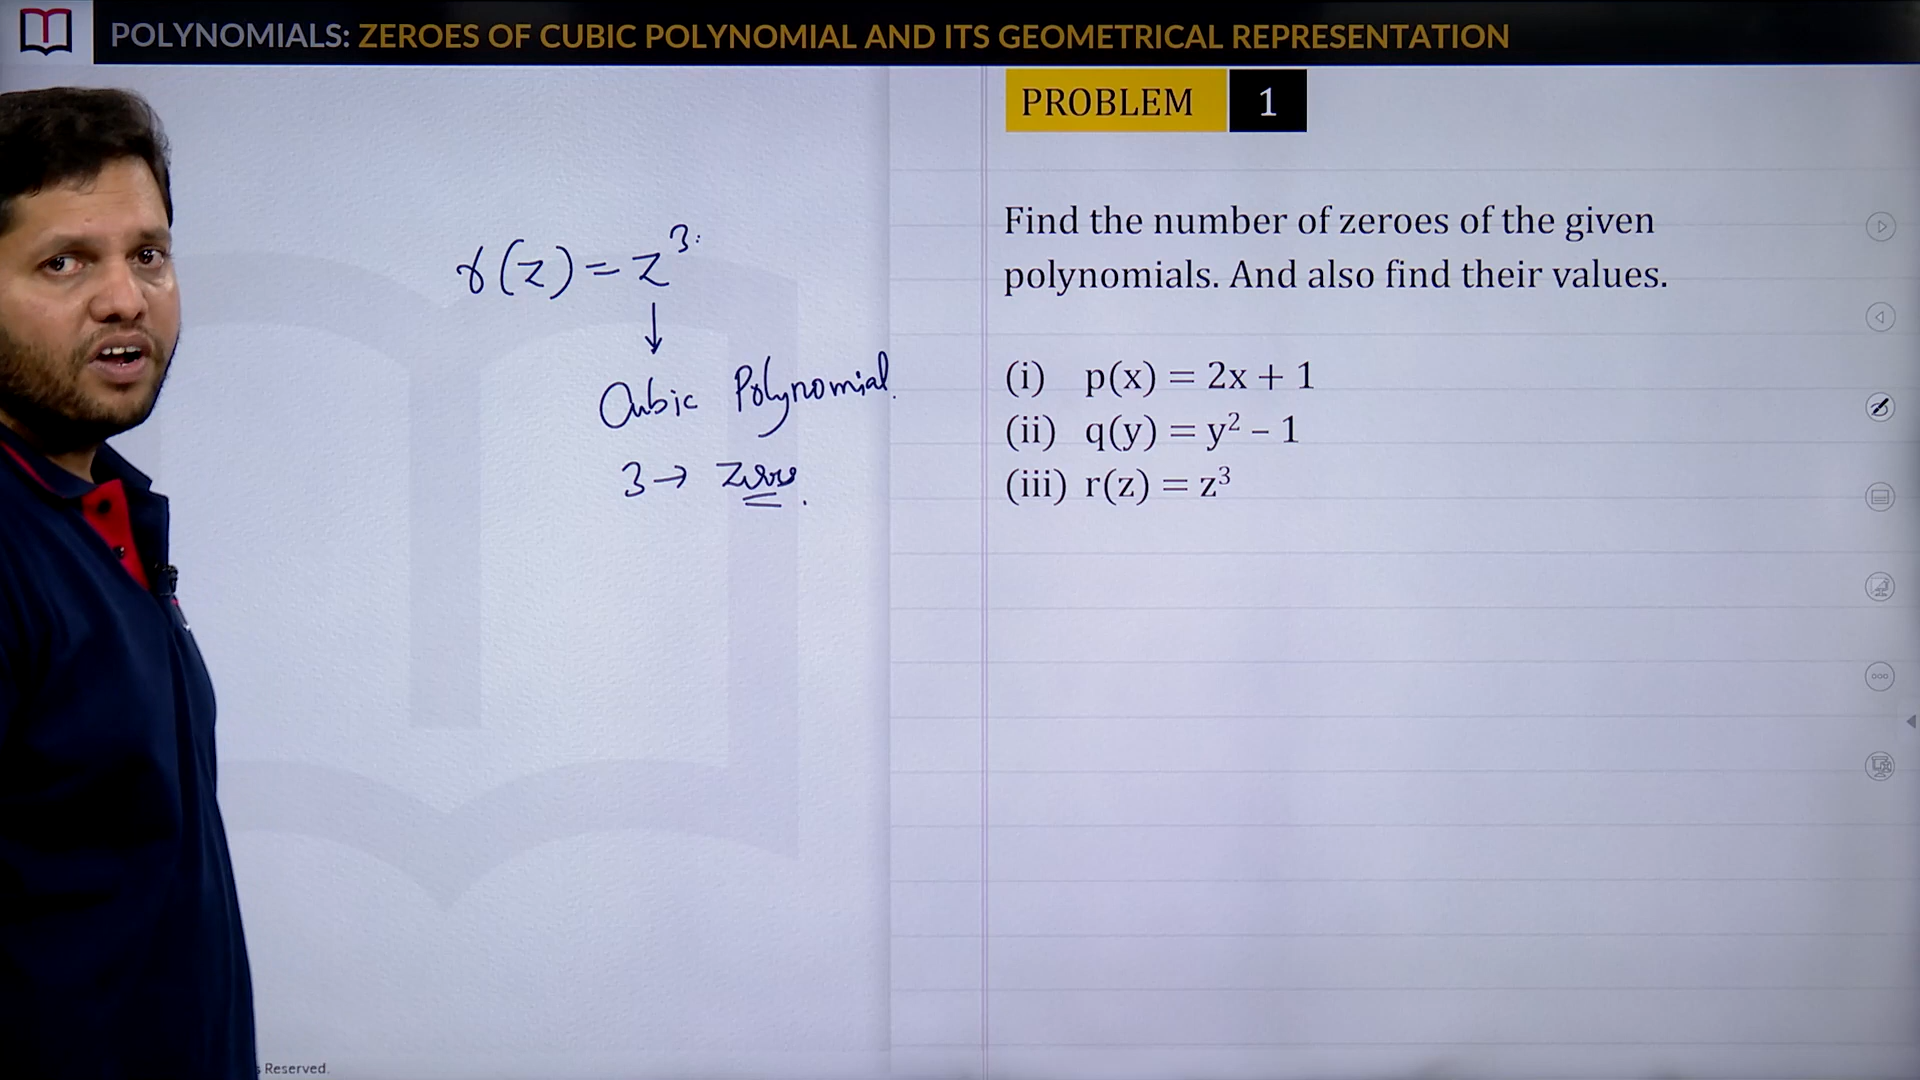 POLYNOMIALS: ZEROES OF CUBIC POLYNOMIAL AND ITS GEOMETRICAL REPRESENTATION
r(z) = z³
↓
Cubic Polynomial.
3 → Zeroes.
PROBLEM 1
Find the number of zeroes of the given
polynomials. And also find their values.
(i) p(x) = 2x + 1
(ii) q(y) = y² – 1
(iii) r(z) = z³
Reserved.